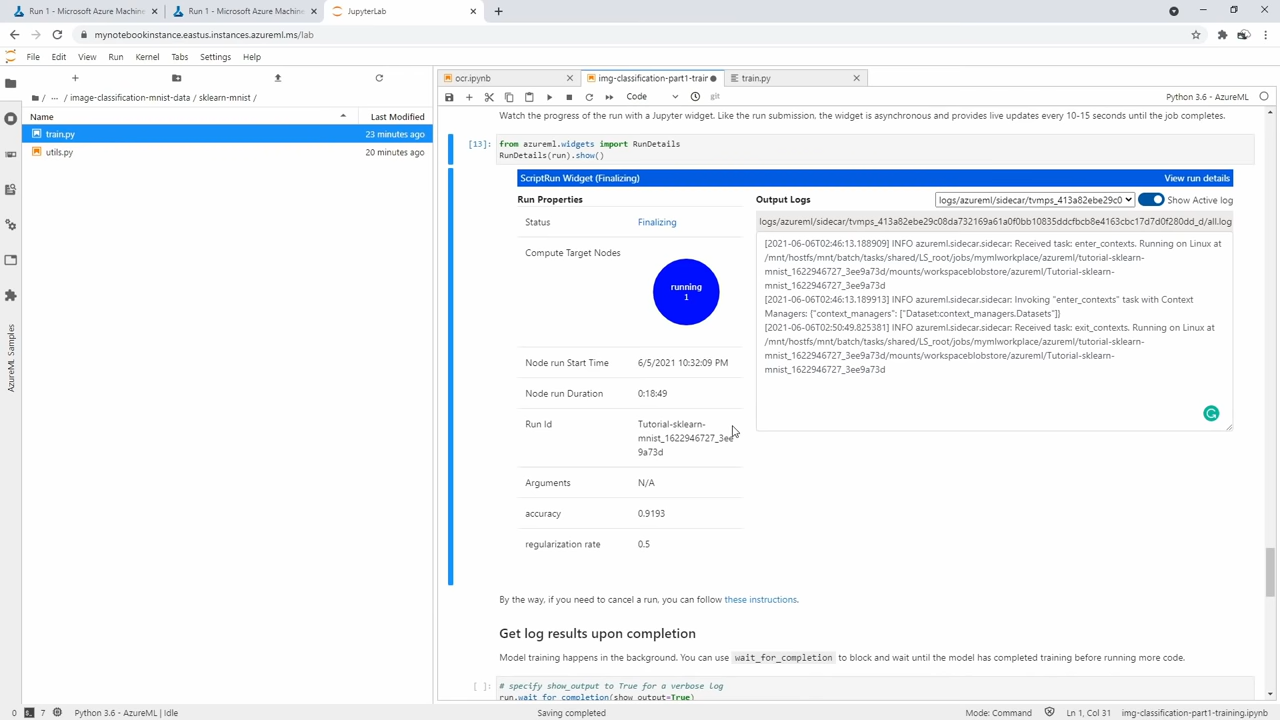 Run 1 - Microsoft Azure Machine
Run 1 - Microsoft Azure Machine
JupyterLab
mynotebookinstance.eastus.instances.azureml.ms/lab
File Edit View Run Kernel Tabs Settings Help
/ ... / image-classification-mnist-data / sklearn-mnist /
Name Last Modified
train.py 23 minutes ago
utils.py 20 minutes ago
AzureML Samples
ocr.ipynb
img-classification-part1-trair
train.py
Code
git
Python 3.6 - AzureML
Watch the progress of the run with a Jupyter widget. Like the run submission, the widget is asynchronous and provides live updates every 10-15 seconds until the job completes.
[13]: from azureml.widgets import RunDetails
RunDetails(run).show()
ScriptRun Widget (Finalizing) View run details
Run Properties
Status Finalizing
Compute Target Nodes
running
1
Node run Start Time 6/5/2021 10:32:09 PM
Node run Duration 0:18:49
Run Id Tutorial-sklearn-
mnist_1622946727_3ee
9a73d
Arguments N/A
accuracy 0.9193
regularization rate 0.5
Output Logs logs/azureml/sidecar/tvmps_413a82ebe29c0 Show Active log
logs/azureml/sidecar/tvmps_413a82ebe29c08da732169a61a0f0bb10835ddcfbcb8e4163cbc17d7d0f280dd_d/all.log
[2021-06-06T02:46:13.188909] INFO azureml.sidecar.sidecar: Received task: enter_contexts. Running on Linux at
/mnt/hostfs/mnt/batch/tasks/shared/LS_root/jobs/mymlworkplace/azureml/tutorial-sklearn-
mnist_1622946727_3ee9a73d/mounts/workspaceblobstore/azureml/Tutorial-sklearn-
mnist_1622946727_3ee9a73d
[2021-06-06T02:46:13.189913] INFO azureml.sidecar.sidecar: Invoking "enter_contexts" task with Context
Managers: {"context_managers": ["Dataset:context_managers.Datasets"]}
[2021-06-06T02:50:49.825381] INFO azureml.sidecar.sidecar: Received task: exit_contexts. Running on Linux at
/mnt/hostfs/mnt/batch/tasks/shared/LS_root/jobs/mymlworkplace/azureml/tutorial-sklearn-
mnist_1622946727_3ee9a73d/mounts/workspaceblobstore/azureml/Tutorial-sklearn-
mnist_1622946727_3ee9a73d
By the way, if you need to cancel a run, you can follow these instructions.
Get log results upon completion
Model training happens in the background. You can use wait_for_completion to block and wait until the model has completed training before running more code.
[ ]: # specify show_output to True for a verbose log
run.wait_for_completion(show_output=True)
0 7 Python 3.6 - AzureML | Idle Saving completed Mode: Command Ln 1, Col 31 img-classification-part1-training.ipynb